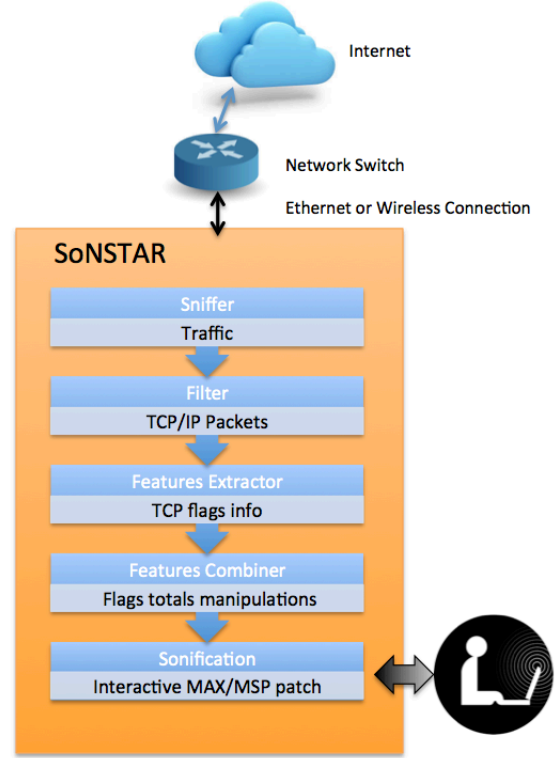 Internet
Network Switch
Ethernet or Wireless Connection
SoNSTAR
Sniffer
Traffic
Filter
TCP/IP Packets
Features Extractor
TCP flags info
Features Combiner
Flags totals manipulations
Sonification
Interactive MAX/MSP patch